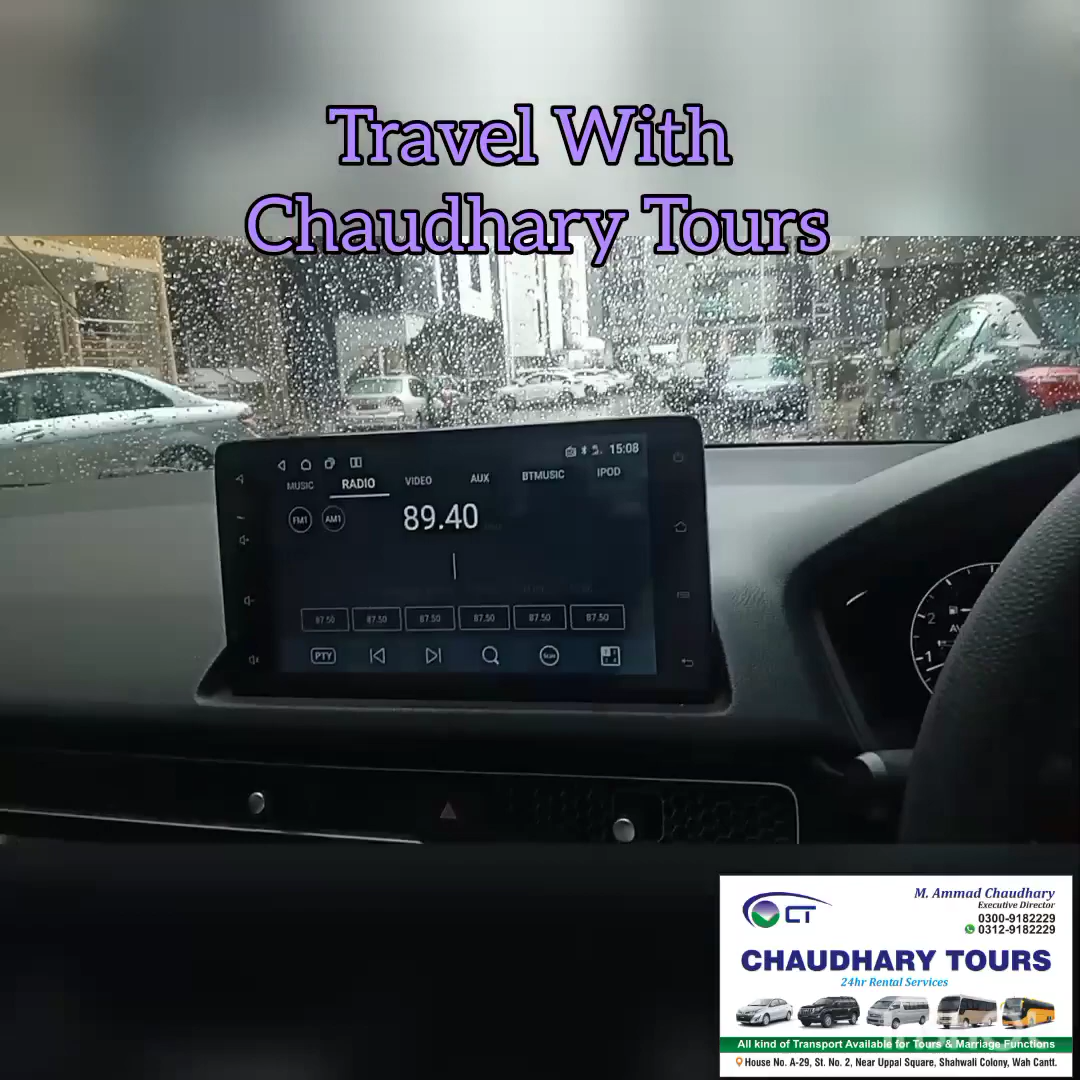 Travel With
Chaudhary Tours
15:08
MUSIC RADIO VIDEO AUX BTMUSIC IPOD
FM1 AM1 89.40
87.50 87.50 87.50 87.50 87.50 87.50
PTY
2
1
CT
M. Ammad Chaudhary
Executive Director
0300-9182229
0312-9182229
CHAUDHARY TOURS
24hr Rental Services
All kind of Transport Available for Tours & Marriage Functions
House No. A-29, St. No. 2, Near Uppal Square, Shahwali Colony, Wah Cantt.